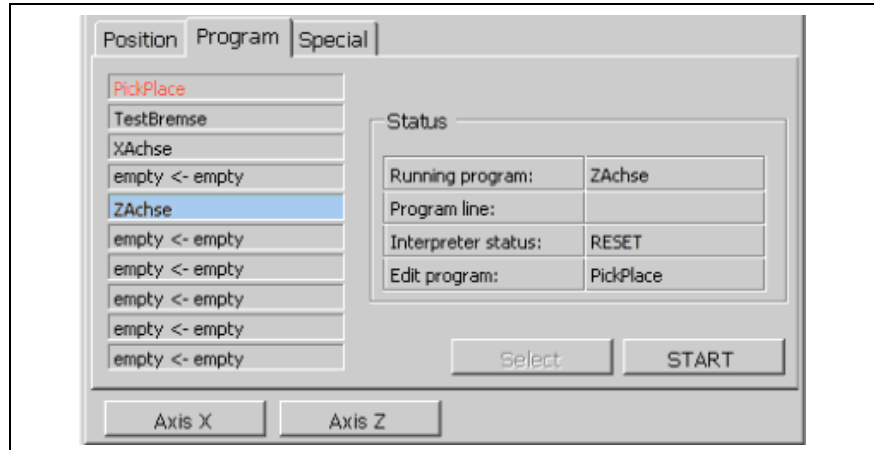 Position Program Special
PickPlace
TestBremse
XAchse
empty <- empty
ZAchse
empty <- empty
empty <- empty
empty <- empty
empty <- empty
empty <- empty
Status
Running program: ZAchse
Program line:
Interpreter status: RESET
Edit program: PickPlace
Select START
Axis X Axis Z